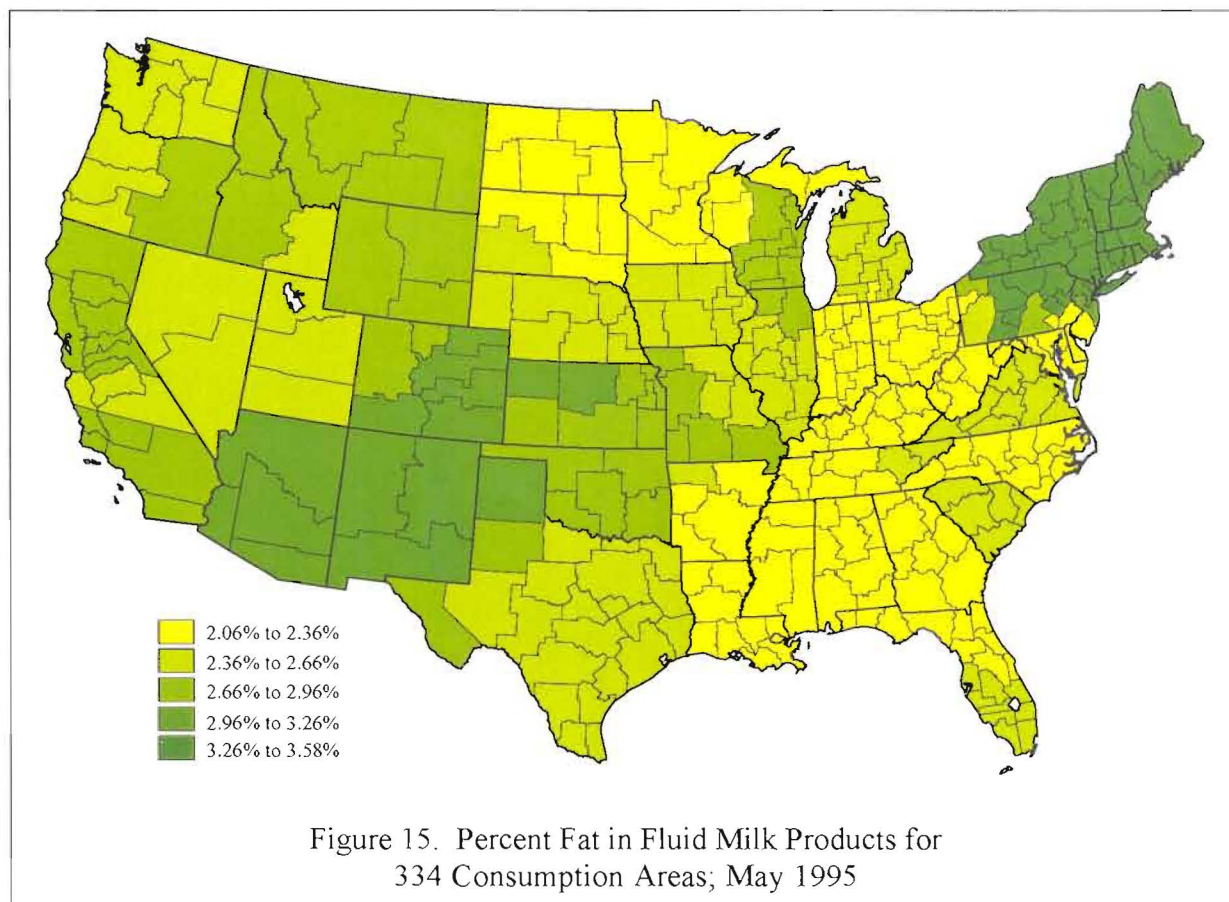 2.06% to 2.36%
2.36% to 2.66%
2.66% to 2.96%
2.96% to 3.26%
3.26% to 3.58%
Figure 15. Percent Fat in Fluid Milk Products for
334 Consumption Areas; May 1995